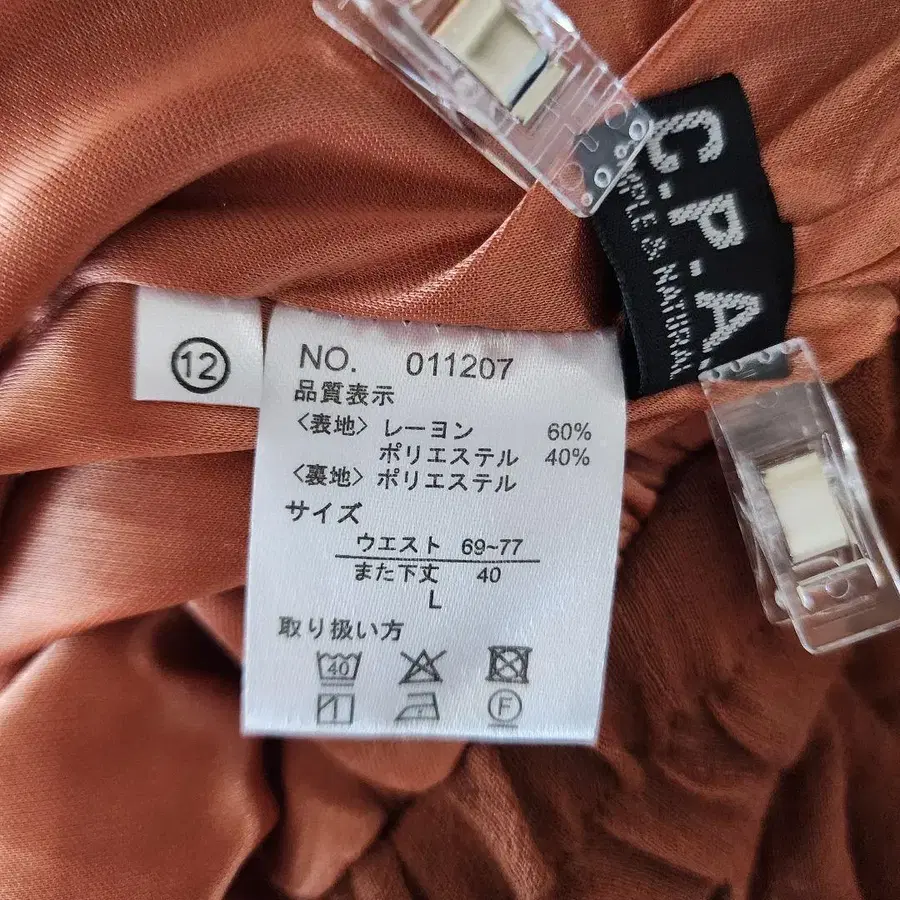 C-P-A
PLE & NATURAL
12
NO. 011207
品質表示
〈表地〉 レーヨン 60%
ポリエステル 40%
〈裏地〉 ポリエステル
サイズ
ウエスト 69~77
また下丈 40
L
取り扱い方
40
F